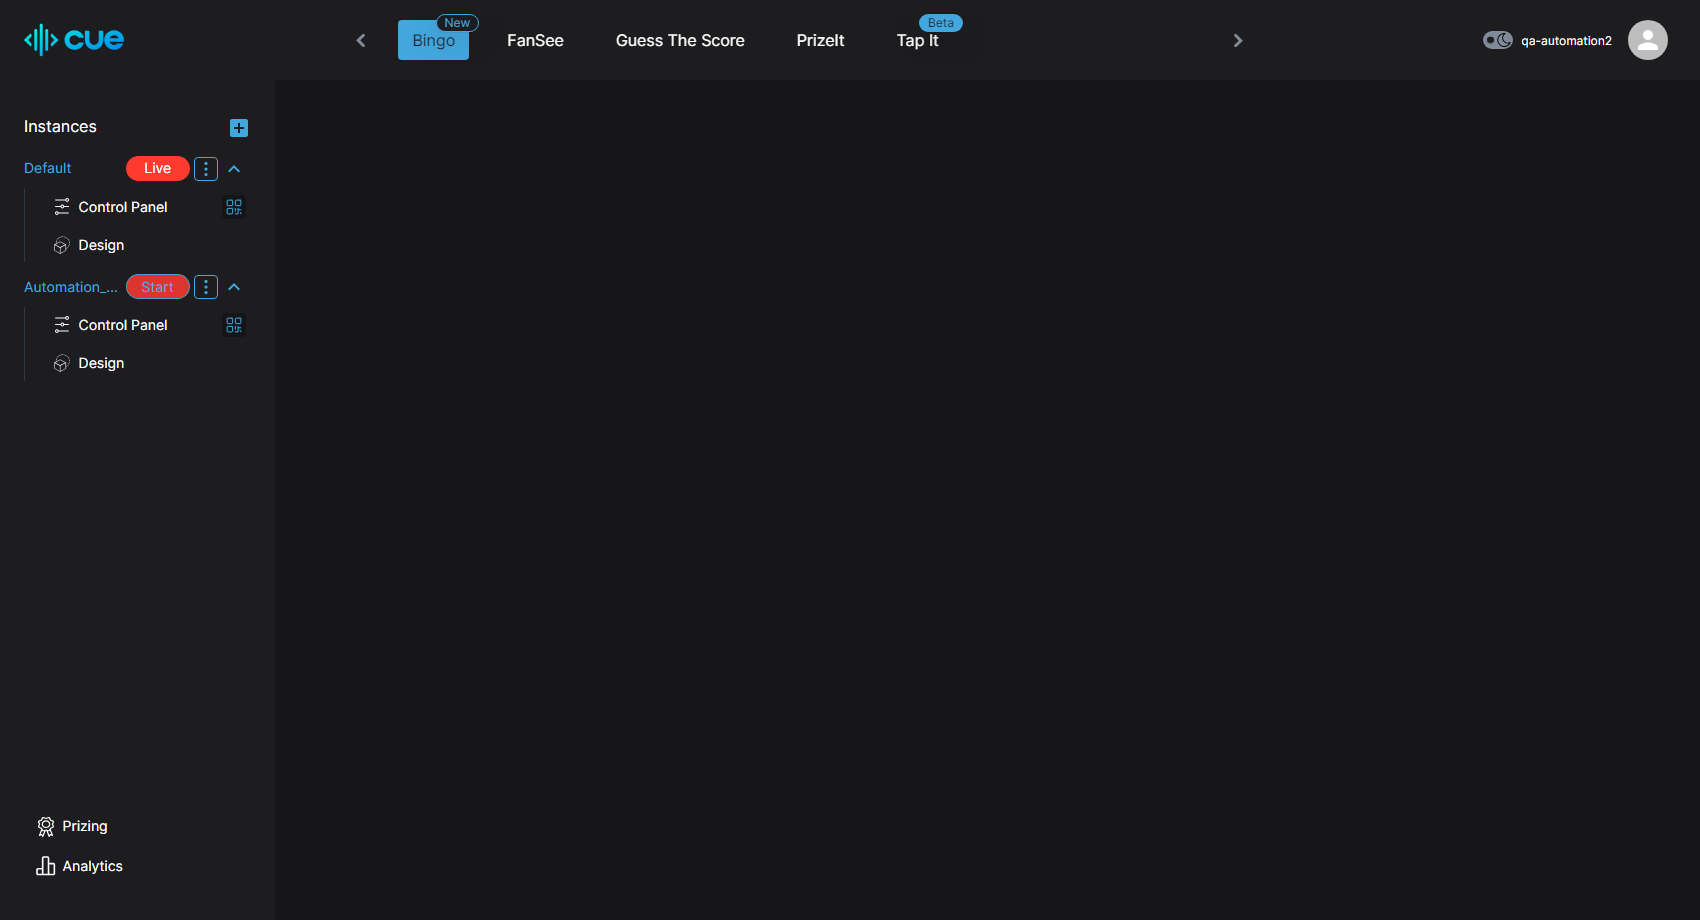 cue
New
Bingo
FanSee
Guess The Score
PrizeIt
Beta
Tap It
qa-automation2
Instances
Default
Live
Control Panel
Design
Automation_...
Start
Control Panel
Design
Prizing
Analytics